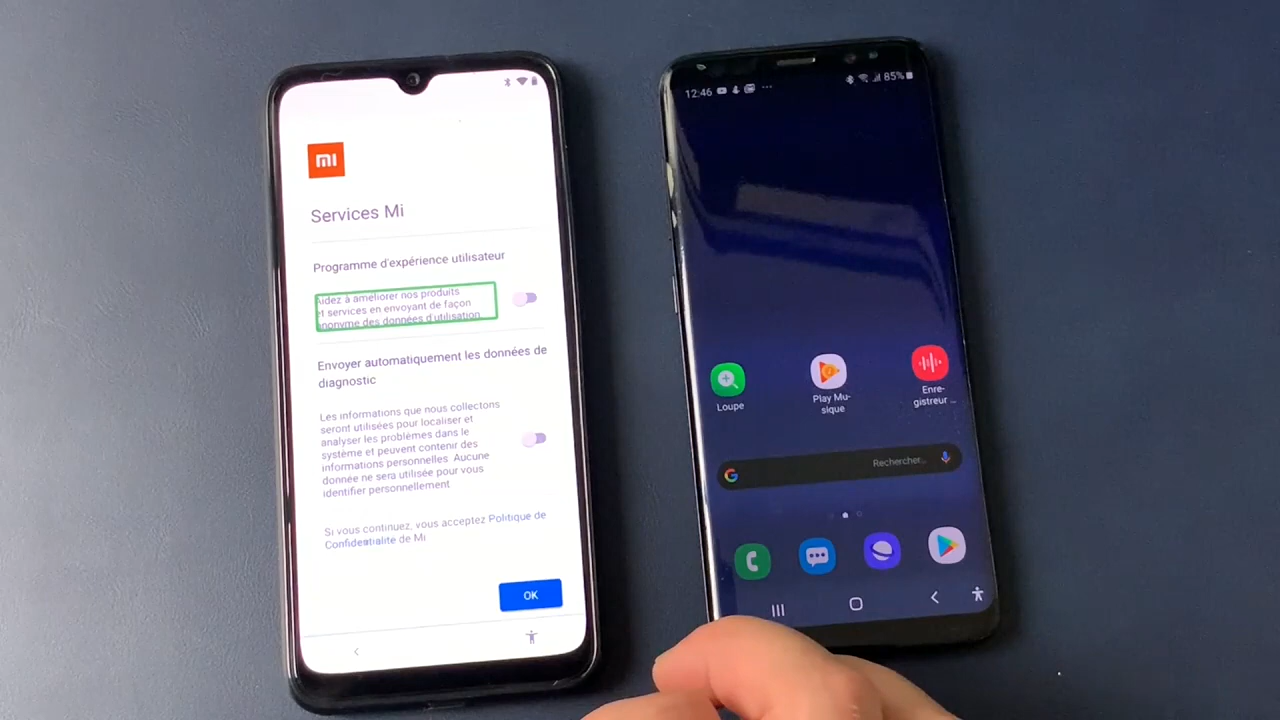 mi
Services Mi
Programme d'expérience utilisateur
Aidez à améliorer nos produits
et services en envoyant de façon
anonyme des données d'utilisation
Envoyer automatiquement les données de
diagnostic
Les informations que nous collectons
seront utilisées pour localiser et
analyser les problèmes dans le
système et peuvent contenir des
informations personnelles. Aucune
donnée ne sera utilisée pour vous
identifier personnellement
Si vous continuez, vous acceptez Politique de
Confidentialité de Mi
OK
12:46
85%
Loupe
Play Mu-
sique
Enre-
gistreur ...
G
Rechercher...